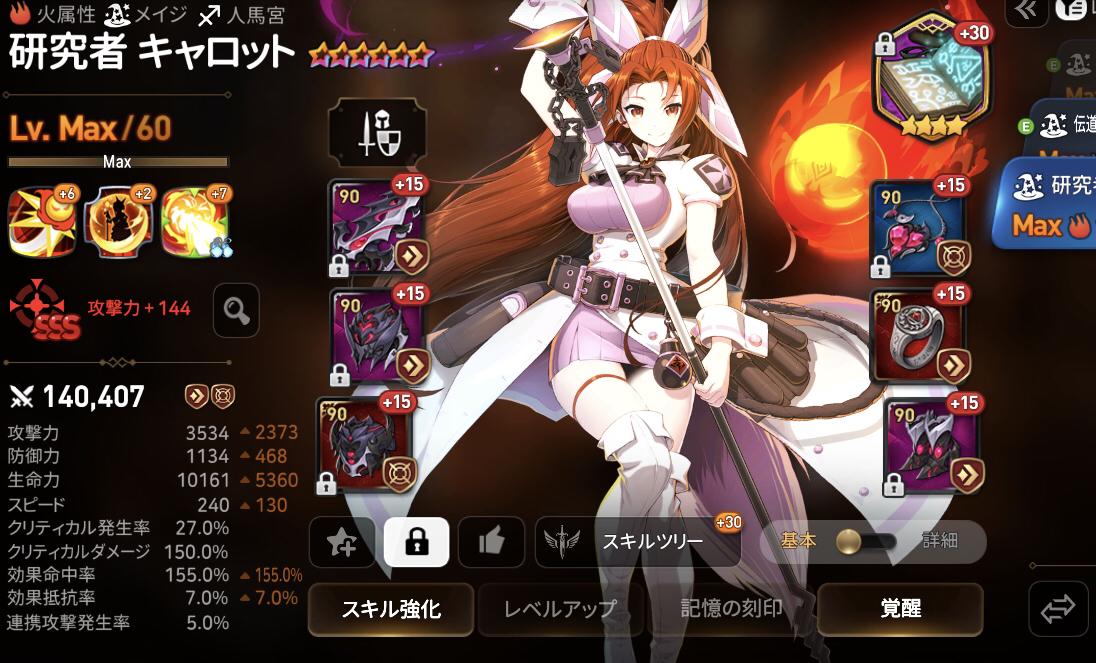 火属性 メイジ 人馬宮
研究者 キャロット
Lv. Max/60
Max
+6 +2 +7
SSS 攻撃力+144
140,407
攻撃力 3534 2373
防御力 1134 468
生命力 10161 5360
スピード 240 130
クリティカル発生率 27.0%
クリティカルダメージ 150.0%
効果命中率 155.0% 155.0%
効果抵抗率 7.0% 7.0%
連携攻撃発生率 5.0%
90 +15
90 +15
90 +15
+30
90 +15
90 +15
90 +15
E
E 伝道
研究者
Max
スキルツリー +30
基本 詳細
スキル強化 レベルアップ 記憶の刻印 覚醒